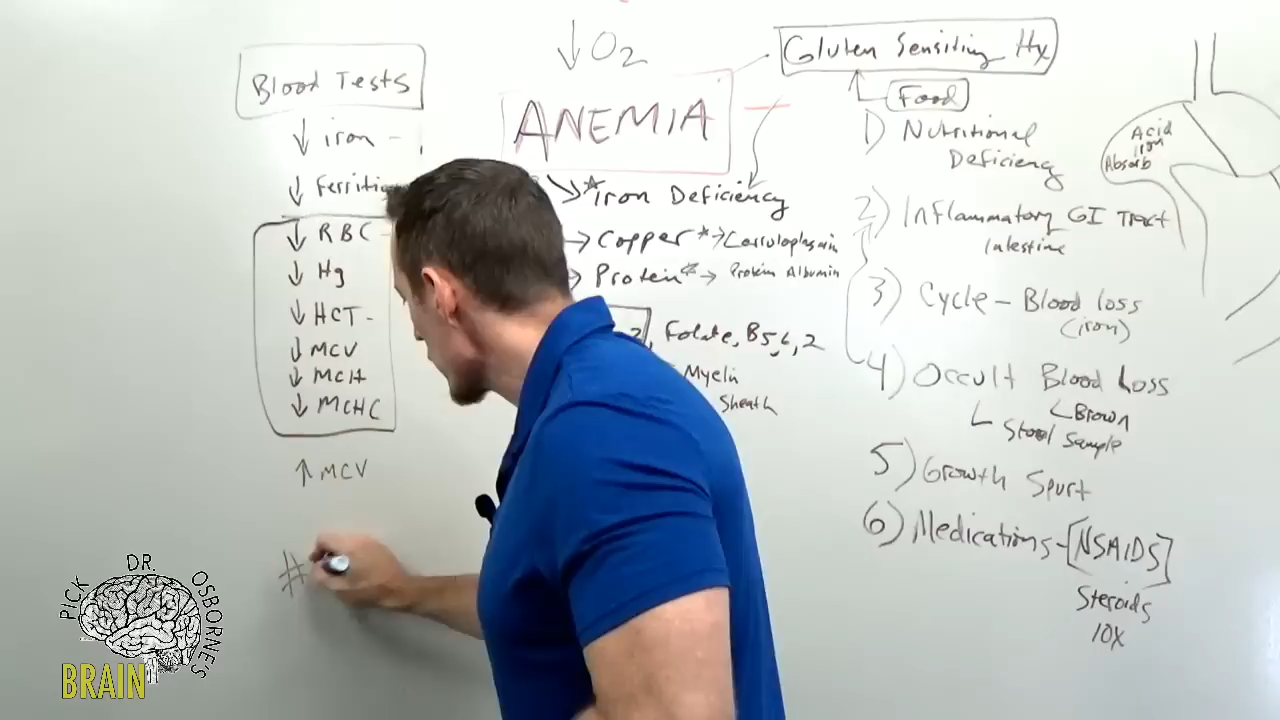 Blood Tests
↓ iron -
↓ Ferritin
↓ RBC -
↓ Hg
↓ HCT -
↓ MCV
↓ MCH
↓ MCHC
↑ MCV
#
↓ O2
ANEMIA
*Iron Deficiency
→ Copper * → Cerruloplasmin
Protein * → Protein Albumin
, Folate, B5,6, 2
Myelin
Sheath
Gluten Sensitivity Hx
Food
1) Nutritional
Deficiency
2) Inflammatory GI Tract
Intestine
3) Cycle - Blood loss
(iron)
4) Occult Blood Loss
Brown
Stool Sample
5) Growth Spurt
6) Medications - [NSAIDS]
Steroids
10x
Acid
iron
Absorb
PICK DR. OSBORNE'S
BRAIN